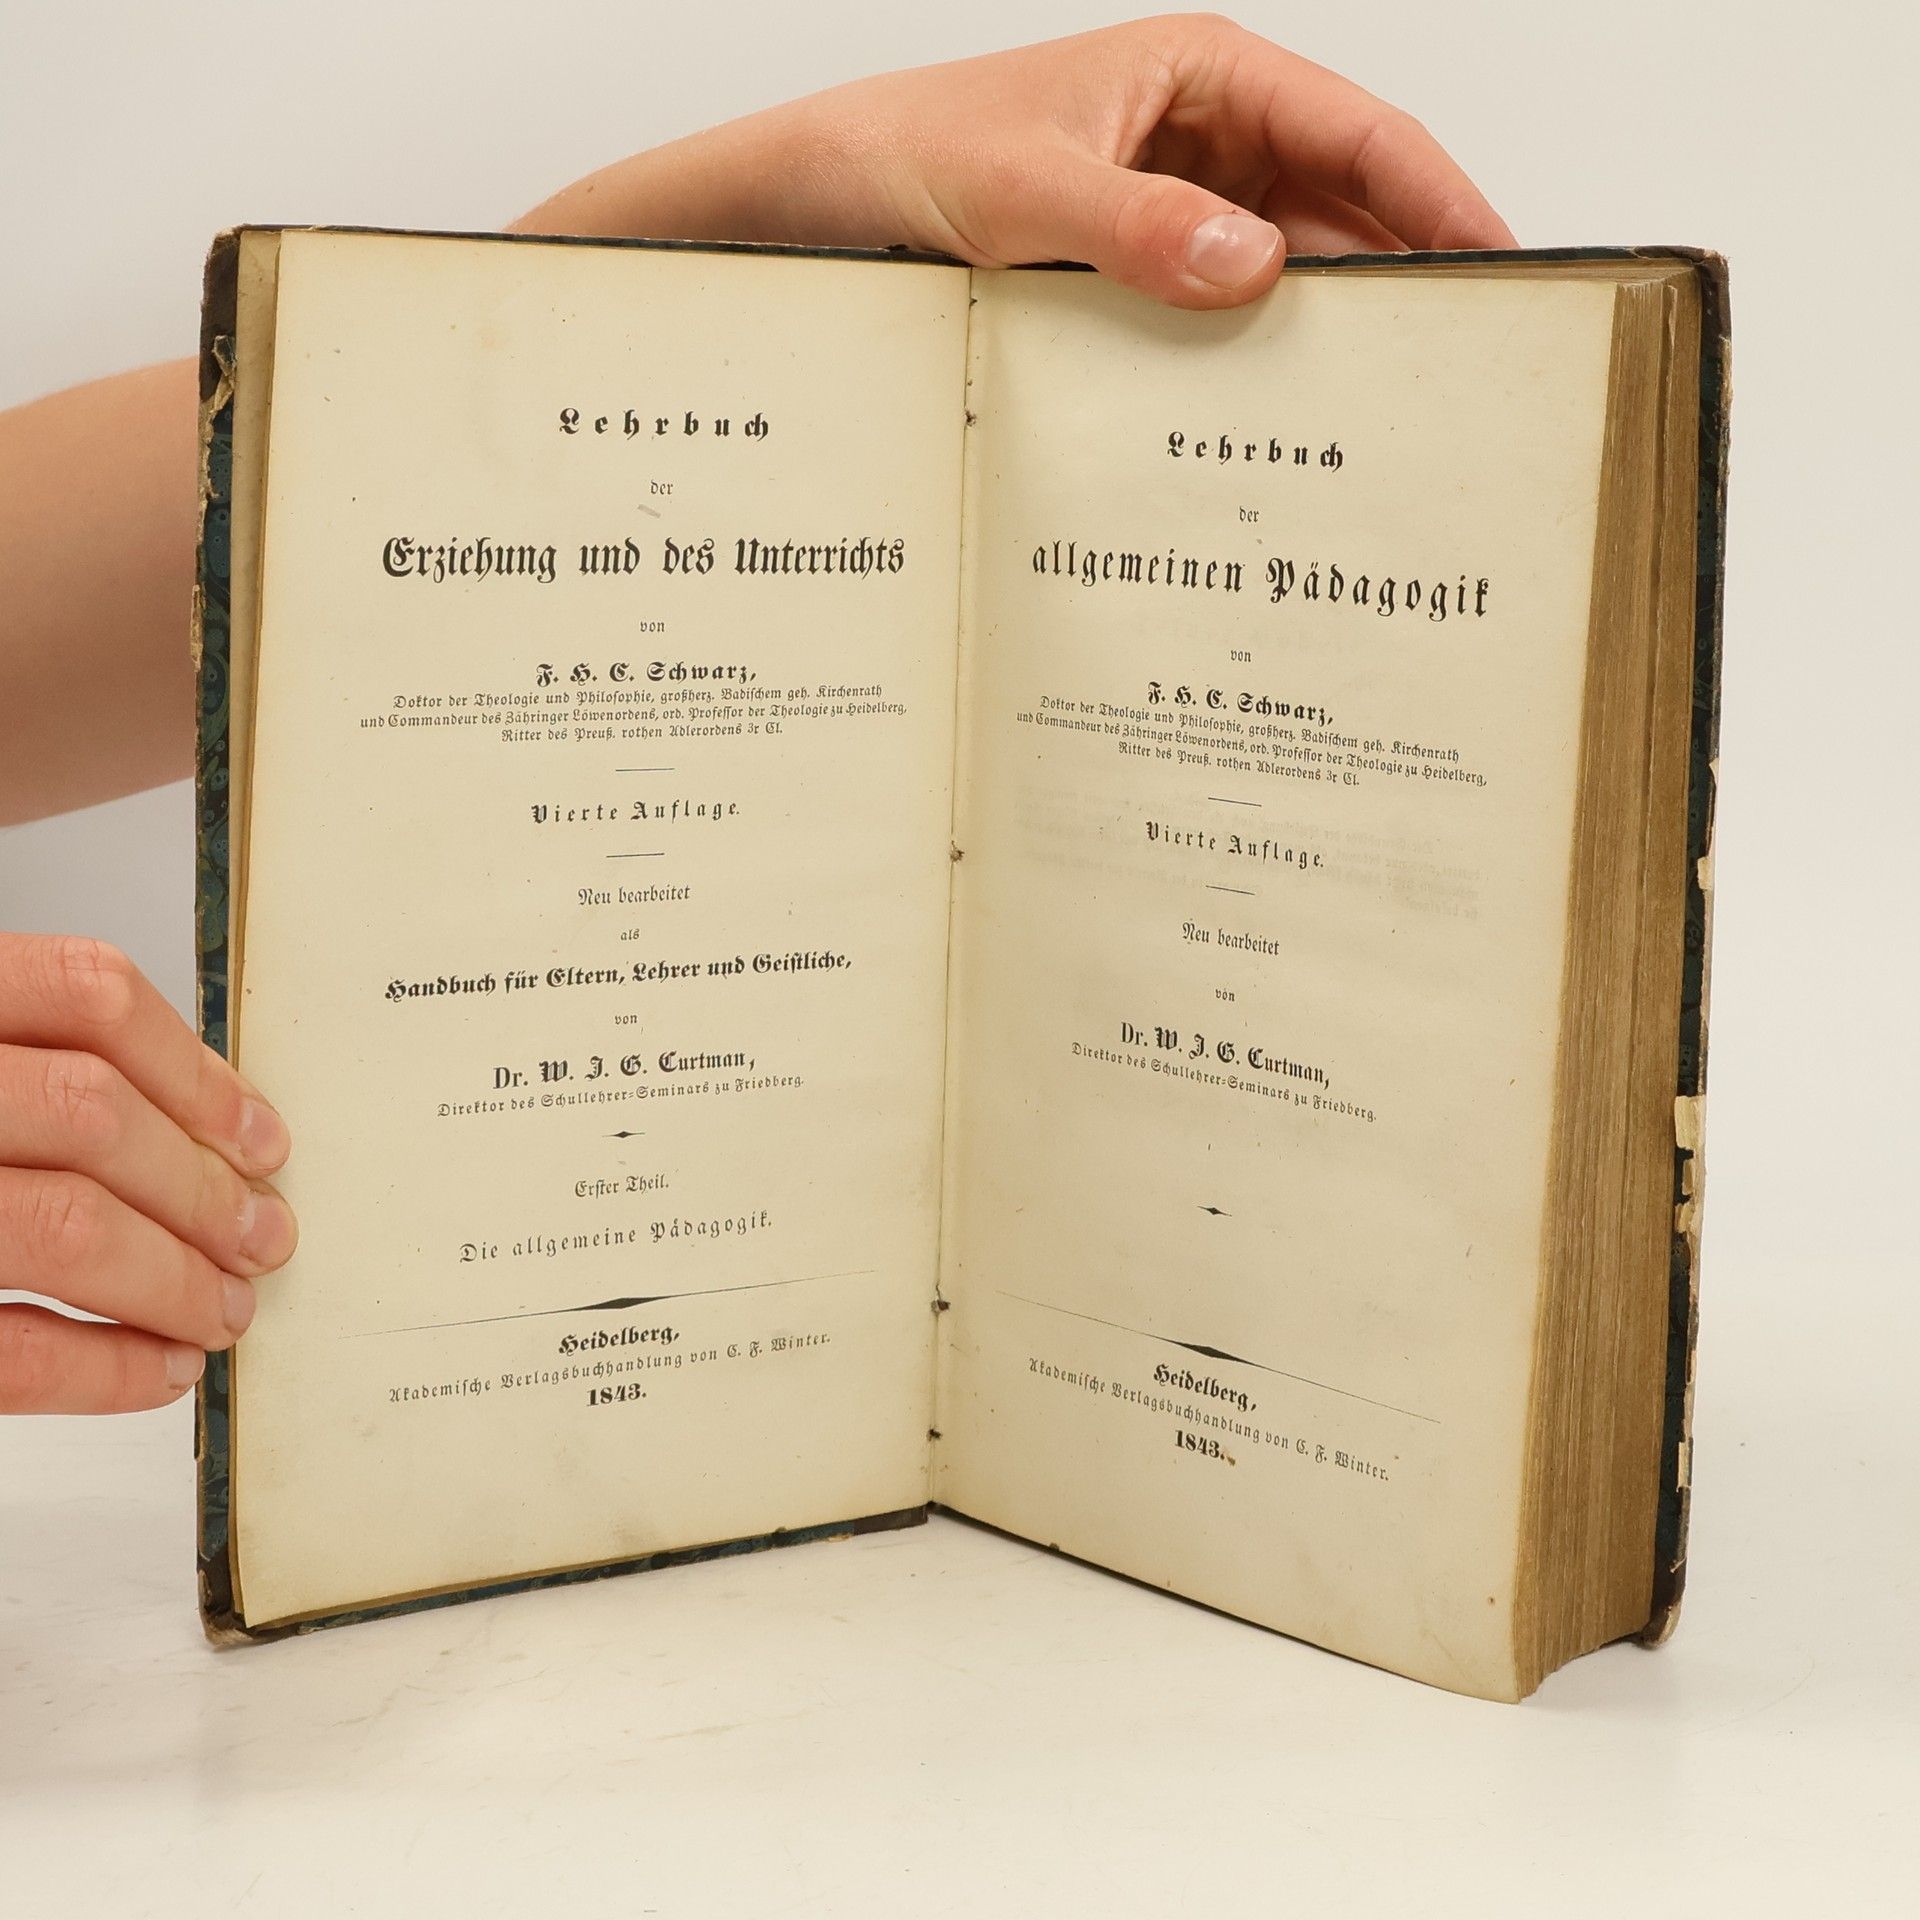 Lehrbuch
der
Erziehung und des Unterrichts
von
F. H. C. Schwarz,
Doktor der Theologie und Philosophie, großherz. Badischem geh. Kirchenrath
und Commandeur des Zähringer Löwenordens, ord. Professor der Theologie zu Heidelberg,
Ritter des Preuß. rothen Adlerordens 3r Cl.
Vierte Auflage.
Neu bearbeitet
als
Handbuch für Eltern, Lehrer und Geistliche,
von
Dr. W. J. G. Curtman,
Direktor des Schullehrer-Seminars zu Friedberg.
Erster Theil.
Die allgemeine Pädagogik.
Heidelberg,
Akademische Verlagsbuchhandlung von C. F. Winter.
1843.
Lehrbuch
der
allgemeinen Pädagogik
von
F. H. C. Schwarz,
Doktor der Theologie und Philosophie, großherz. Badischem geh. Kirchenrath
und Commandeur des Zähringer Löwenordens, ord. Professor der Theologie zu Heidelberg,
Ritter des Preuß. rothen Adlerordens 3r Cl.
Vierte Auflage.
Neu bearbeitet
von
Dr. W. J. G. Curtman,
Direktor des Schullehrer-Seminars zu Friedberg.
Heidelberg,
Akademische Verlagsbuchhandlung von C. F. Winter.
1843.